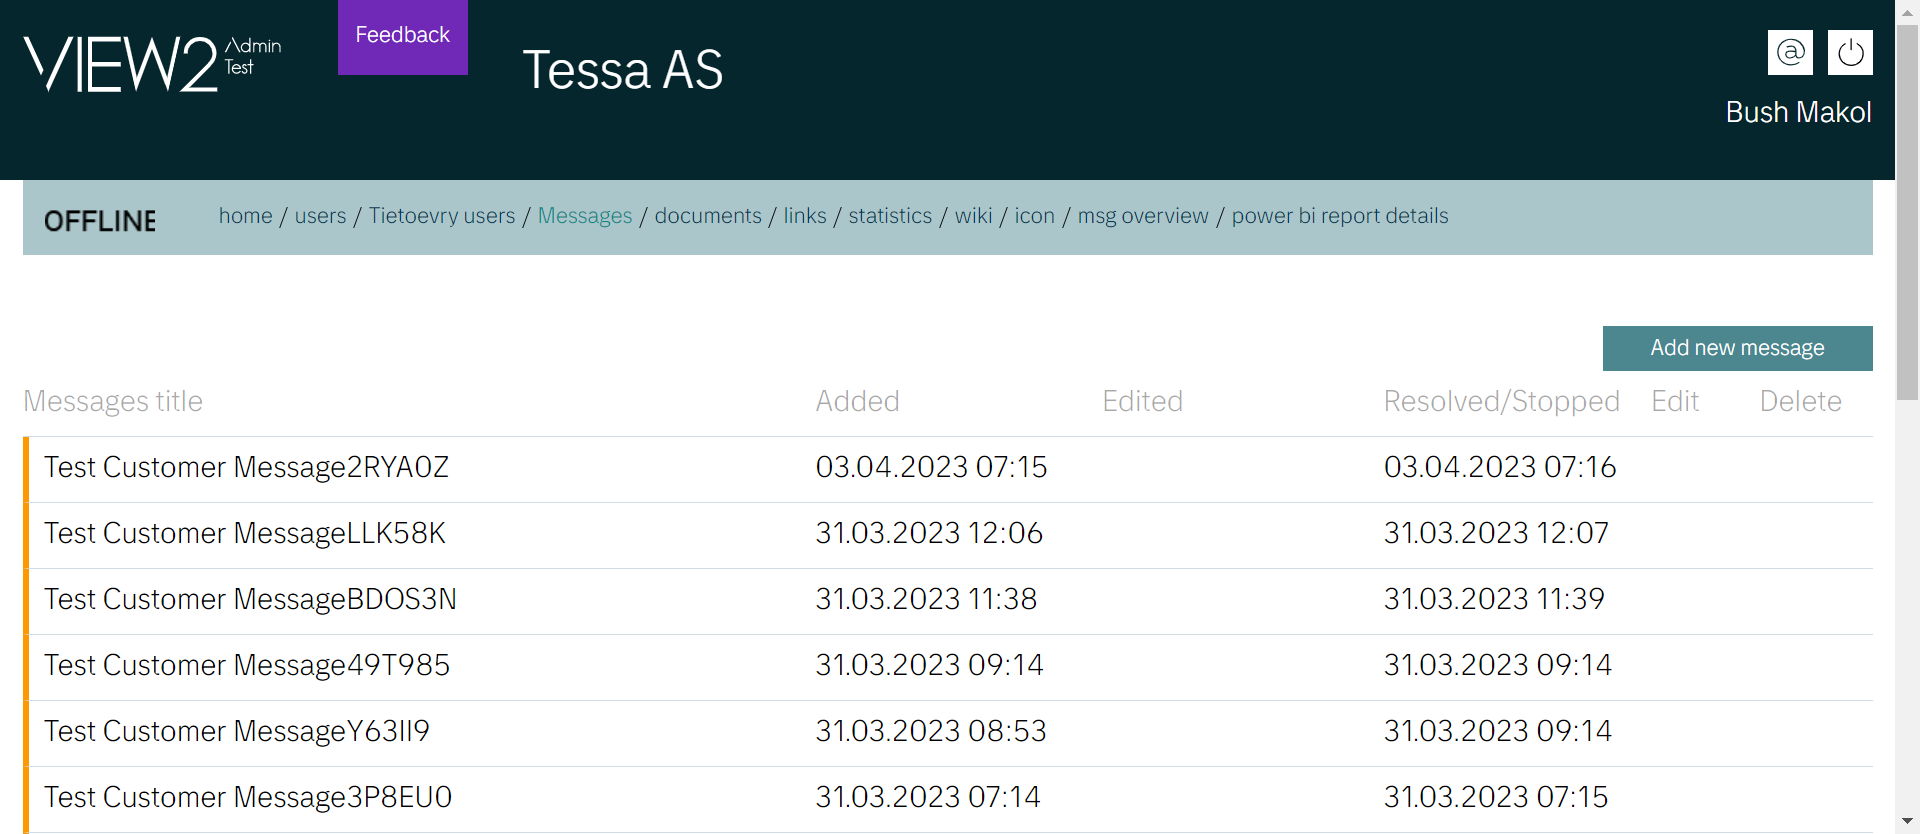 VIEW2 Admin Test
Feedback
Tessa AS
@
Bush Makol
OFFLINE
home / users / Tietoevry users / Messages / documents / links / statistics / wiki / icon / msg overview / power bi report details
Add new message
Messages title Added Edited Resolved/Stopped Edit Delete
Test Customer Message2RYA0Z 03.04.2023 07:15 03.04.2023 07:16
Test Customer MessageLLK58K 31.03.2023 12:06 31.03.2023 12:07
Test Customer MessageBDOS3N 31.03.2023 11:38 31.03.2023 11:39
Test Customer Message49T985 31.03.2023 09:14 31.03.2023 09:14
Test Customer MessageY63II9 31.03.2023 08:53 31.03.2023 09:14
Test Customer Message3P8EU0 31.03.2023 07:14 31.03.2023 07:15